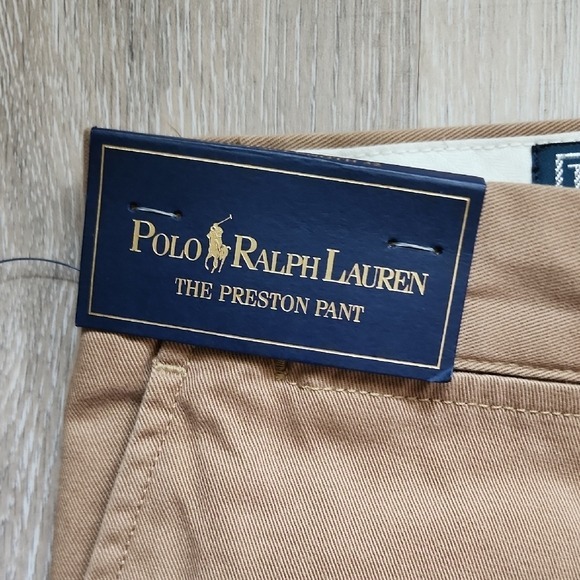 POLO RALPH LAUREN
THE PRESTON PANT